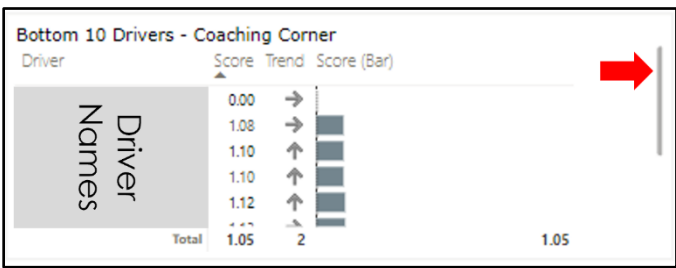 Bottom 10 Drivers - Coaching Corner
Driver Score Trend Score (Bar)
Driver
Names
0.00
1.08
1.10
1.10
1.12
Total 1.05 2 1.05